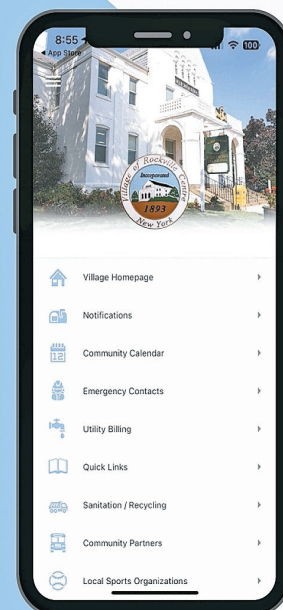 8:55
100
App Store
Village of Rockville Centre
Incorporated
1893
New York
Village Homepage
Notifications
12
Community Calendar
Emergency Contacts
Utility Billing
Quick Links
Sanitation / Recycling
Community Partners
Local Sports Organizations